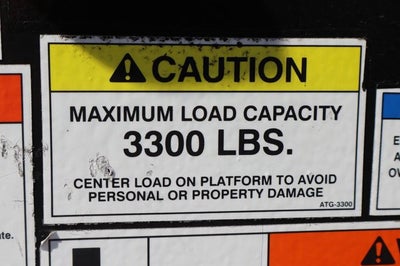 CAUTION
MAXIMUM LOAD CAPACITY
3300 LBS.
CENTER LOAD ON PLATFORM TO AVOID
PERSONAL OR PROPERTY DAMAGE
ATG-3300